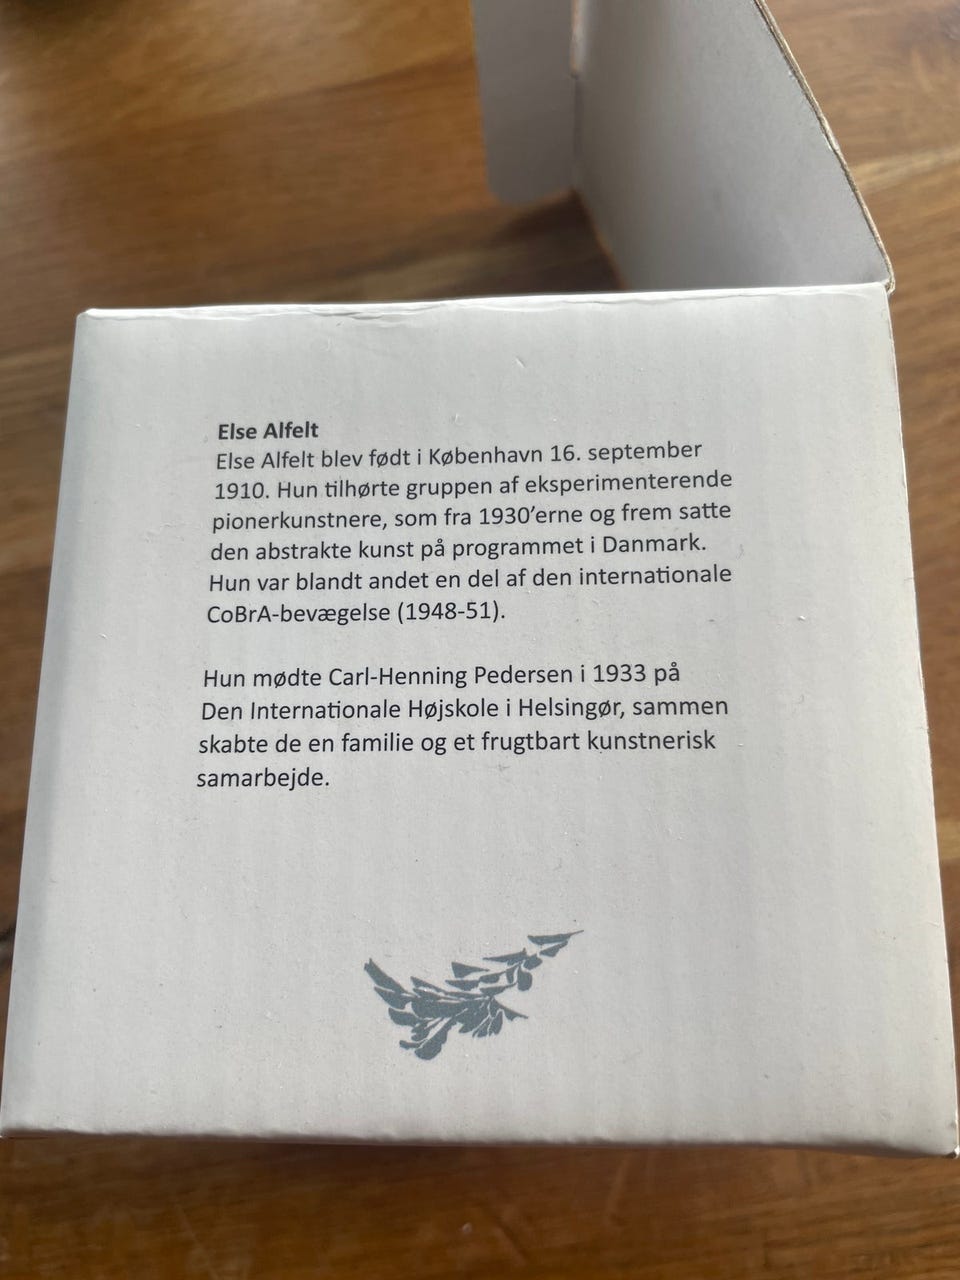 Else Alfelt
Else Alfelt blev født i København 16. september
1910. Hun tilhørte gruppen af eksperimenterende
pionerkunstnere, som fra 1930’erne og frem satte
den abstrakte kunst på programmet i Danmark.
Hun var blandt andet en del af den internationale
CoBrA-bevægelse (1948-51).
Hun mødte Carl-Henning Pedersen i 1933 på
Den Internationale Højskole i Helsingør, sammen
skabte de en familie og et frugtbart kunstnerisk
samarbejde.